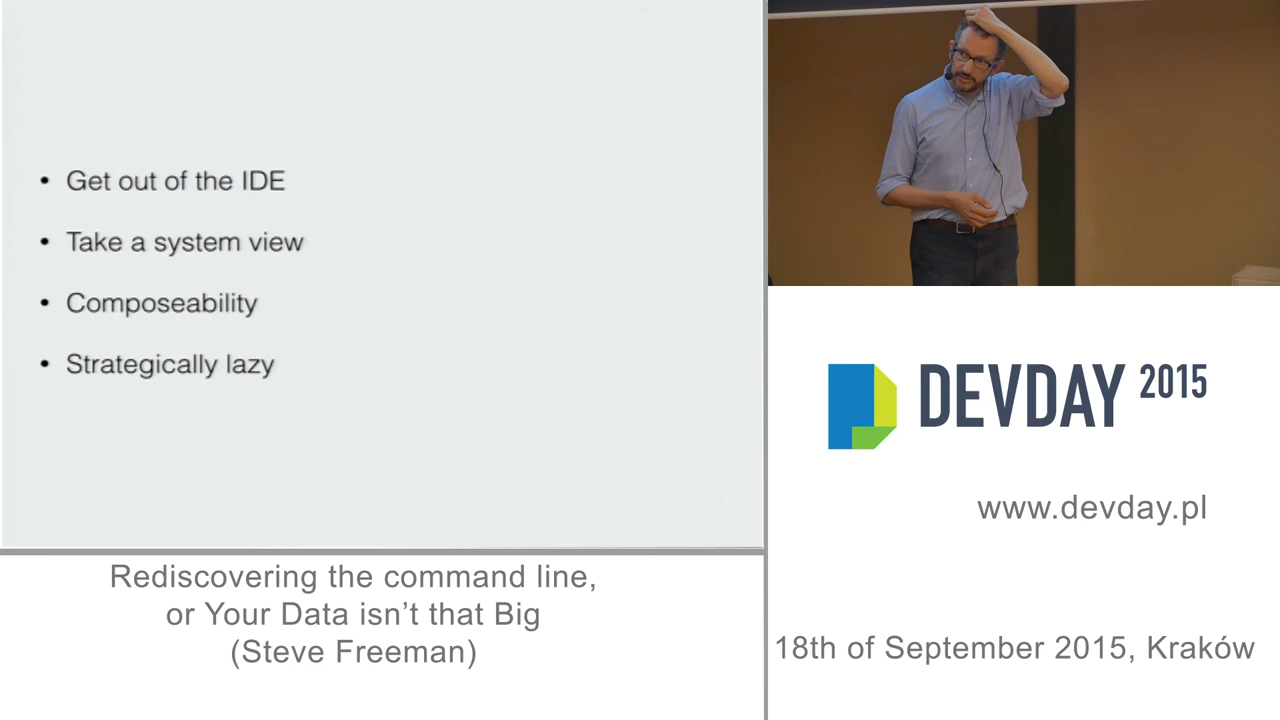 • Get out of the IDE
• Take a system view
• Composeability
• Strategically lazy
Rediscovering the command line,
or Your Data isn’t that Big
(Steve Freeman)
DEVDAY 2015
www.devday.pl
18th of September 2015, Kraków